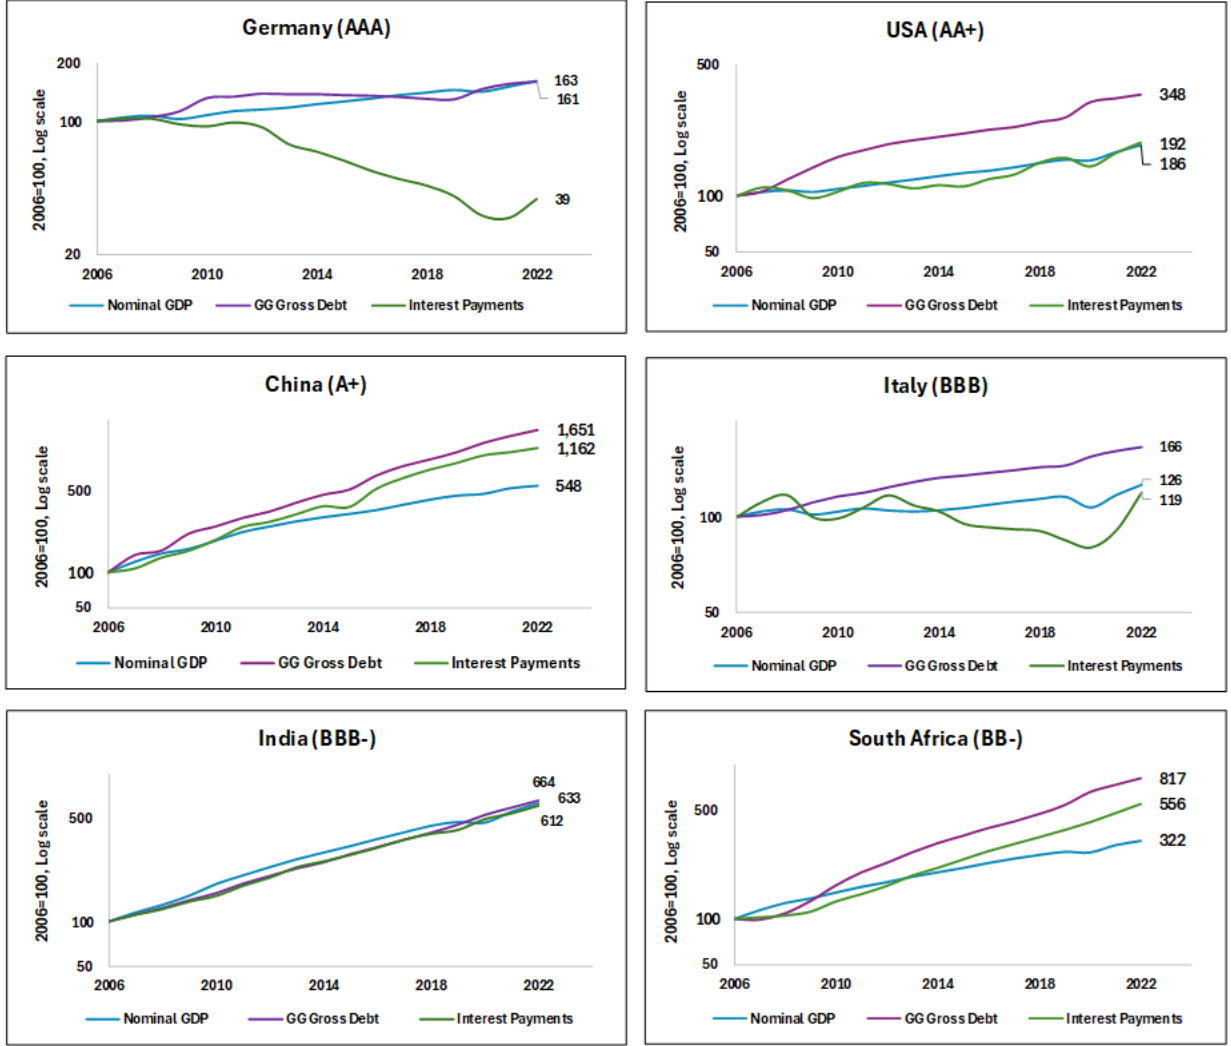 Germany (AAA)
2006=100, Log scale
200
100
20
163
161
39
2006 2010 2014 2018 2022
Nominal GDP GG Gross Debt Interest Payments
USA (AA+)
2006=100, Log scale
500
100
50
348
192
186
2006 2010 2014 2018 2022
Nominal GDP GG Gross Debt Interest Payments
China (A+)
2006=100, Log scale
500
100
50
1,651
1,162
548
2006 2010 2014 2018 2022
Nominal GDP GG Gross Debt Interest Payments
Italy (BBB)
2006=100, Log scale
100
50
166
126
119
2006 2010 2014 2018 2022
Nominal GDP GG Gross Debt Interest Payments
India (BBB-)
2006=100, Log scale
500
100
50
664
633
612
2006 2010 2014 2018 2022
Nominal GDP GG Gross Debt Interest Payments
South Africa (BB-)
2006=100, Log scale
500
100
50
817
556
322
2006 2010 2014 2018 2022
Nominal GDP GG Gross Debt Interest Payments